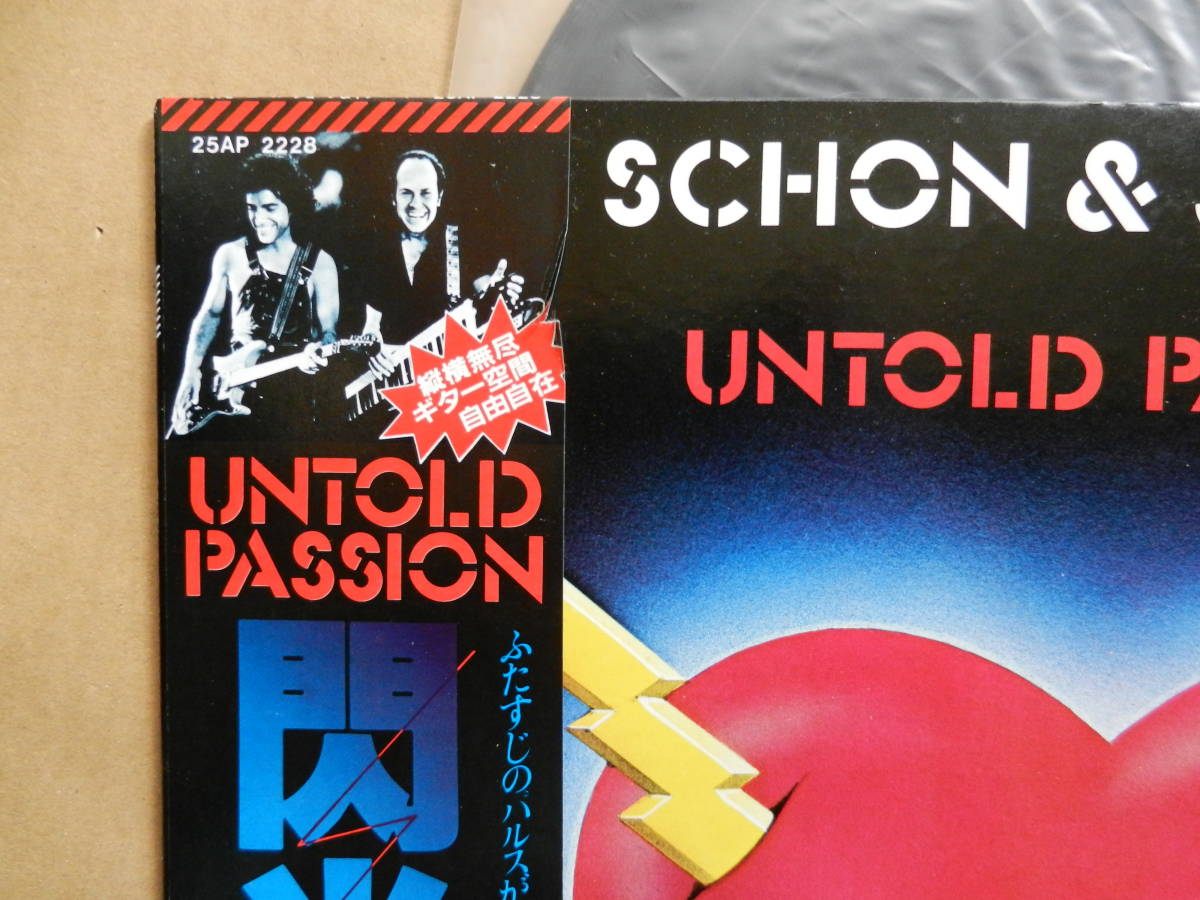 25AP 2228
縦横無尽
ギター空間
自由自在
UNTOLD
PASSION
閃
ふたすじのパルスが
SCHON &
UNTOLD PA